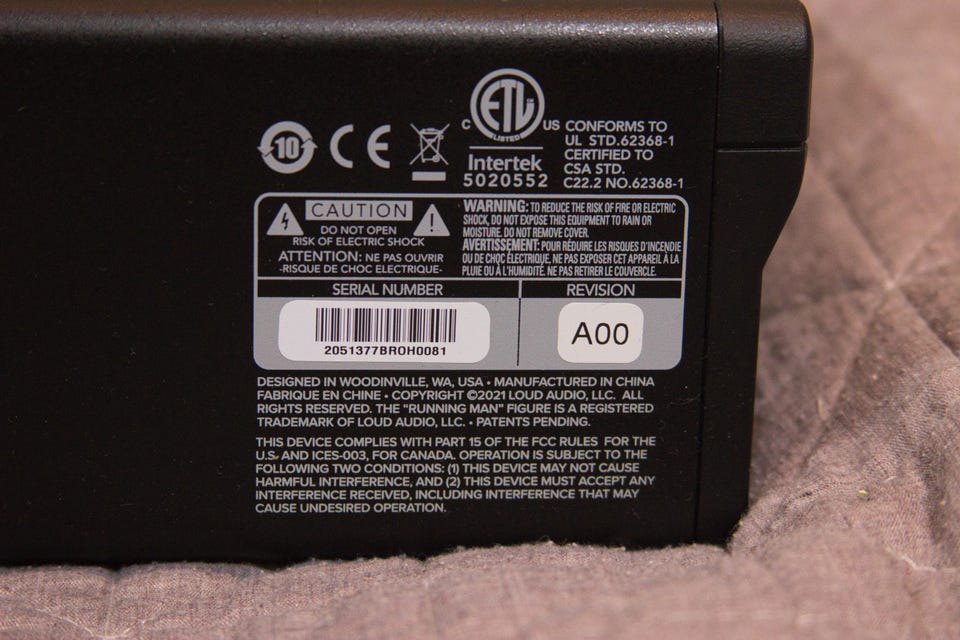 10
CE
C ETL US
LISTED
Intertek
5020552
CONFORMS TO
UL STD.62368-1
CERTIFIED TO
CSA STD.
C22.2 NO.62368-1
CAUTION
DO NOT OPEN
RISK OF ELECTRIC SHOCK
ATTENTION: NE PAS OUVRIR
-RISQUE DE CHOC ELECTRIQUE-
WARNING: TO REDUCE THE RISK OF FIRE OR ELECTRIC
SHOCK, DO NOT EXPOSE THIS EQUIPMENT TO RAIN OR
MOISTURE. DO NOT REMOVE COVER.
AVERTISSEMENT: POUR RÉDUIRE LES RISQUES D'INCENDIE
OU DE CHOC ÉLECTRIQUE, NE PAS EXPOSER CET APPAREIL À LA
PLUIE OU À L'HUMIDITÉ. NE PAS RETIRER LE COUVERCLE.
SERIAL NUMBER
2051377BROH0081
REVISION
A00
DESIGNED IN WOODINVILLE, WA, USA • MANUFACTURED IN CHINA
FABRIQUE EN CHINE • COPYRIGHT ©2021 LOUD AUDIO, LLC. ALL
RIGHTS RESERVED. THE "RUNNING MAN" FIGURE IS A REGISTERED
TRADEMARK OF LOUD AUDIO, LLC. • PATENTS PENDING.
THIS DEVICE COMPLIES WITH PART 15 OF THE FCC RULES FOR THE
U.S. AND ICES-003, FOR CANADA. OPERATION IS SUBJECT TO THE
FOLLOWING TWO CONDITIONS: (1) THIS DEVICE MAY NOT CAUSE
HARMFUL INTERFERENCE, AND (2) THIS DEVICE MUST ACCEPT ANY
INTERFERENCE RECEIVED, INCLUDING INTERFERENCE THAT MAY
CAUSE UNDESIRED OPERATION.